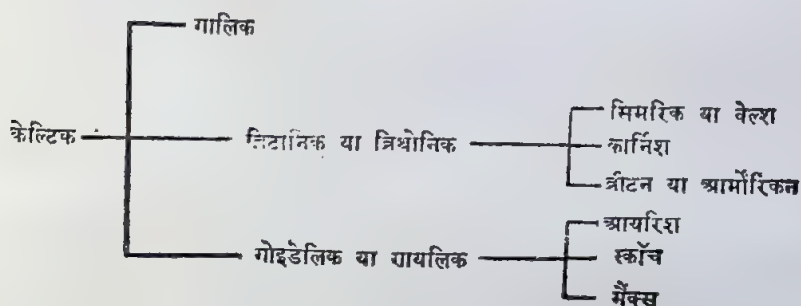 गालिक
केल्टिक
ब्रिटानिक या ब्रिथोनिक
सिमरिक या वेल्श
कार्निश
ब्रीटन या आर्मोरिकन
गोइडेलिक या गायलिक
आयरिश
स्कॉच
मैंक्स